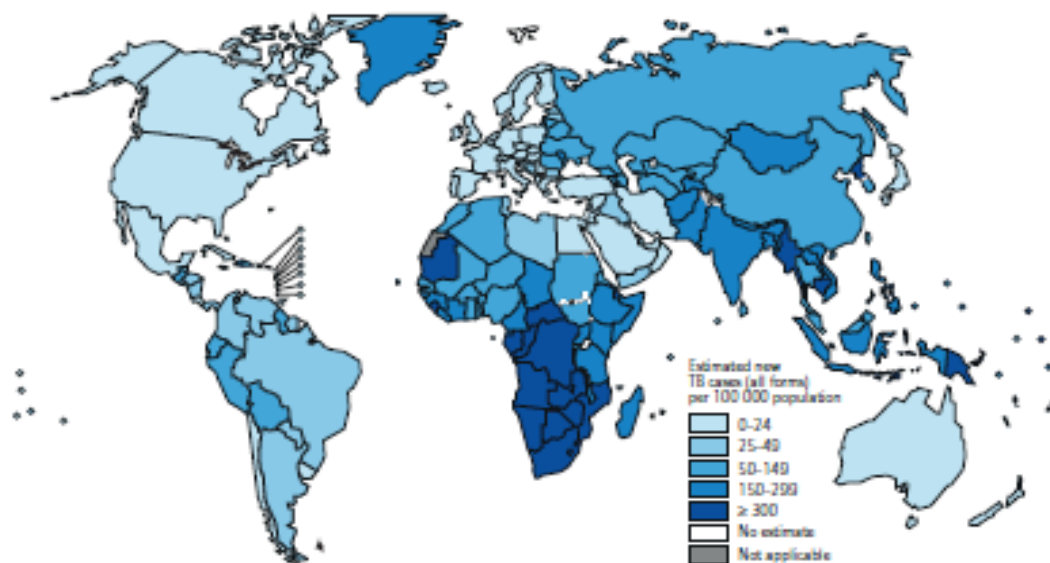 Estimated new
TB cases (all forms)
per 100 000 population
0–24
25–49
50–149
150–299
≥ 300
No estimate
Not applicable